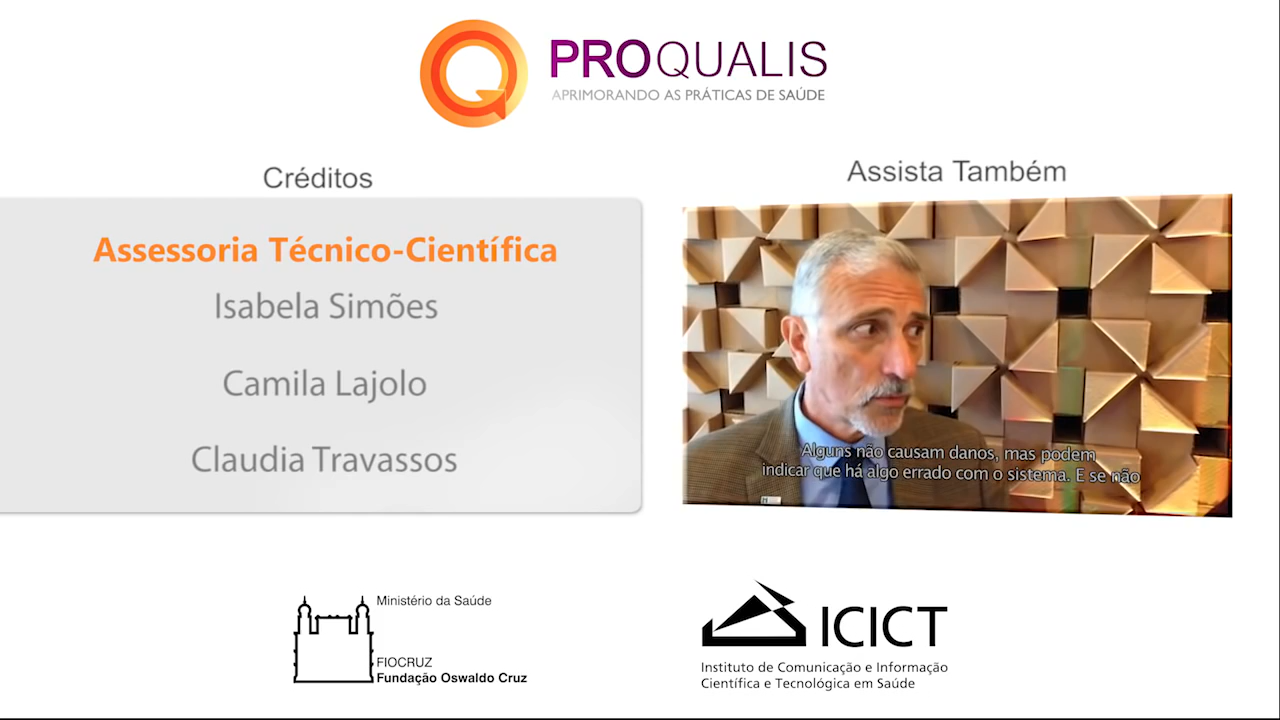 PROQUALIS
APRIMORANDO AS PRÁTICAS DE SAÚDE
Créditos
Assessoria Técnico-Científica
Isabela Simões
Camila Lajolo
Claudia Travassos
Assista Também
Alguns não causam danos, mas podem
indicar que há algo errado com o sistema. E se não
Ministério da Saúde
FIOCRUZ
Fundação Oswaldo Cruz
ICICT
Instituto de Comunicação e Informação
Científica e Tecnológica em Saúde